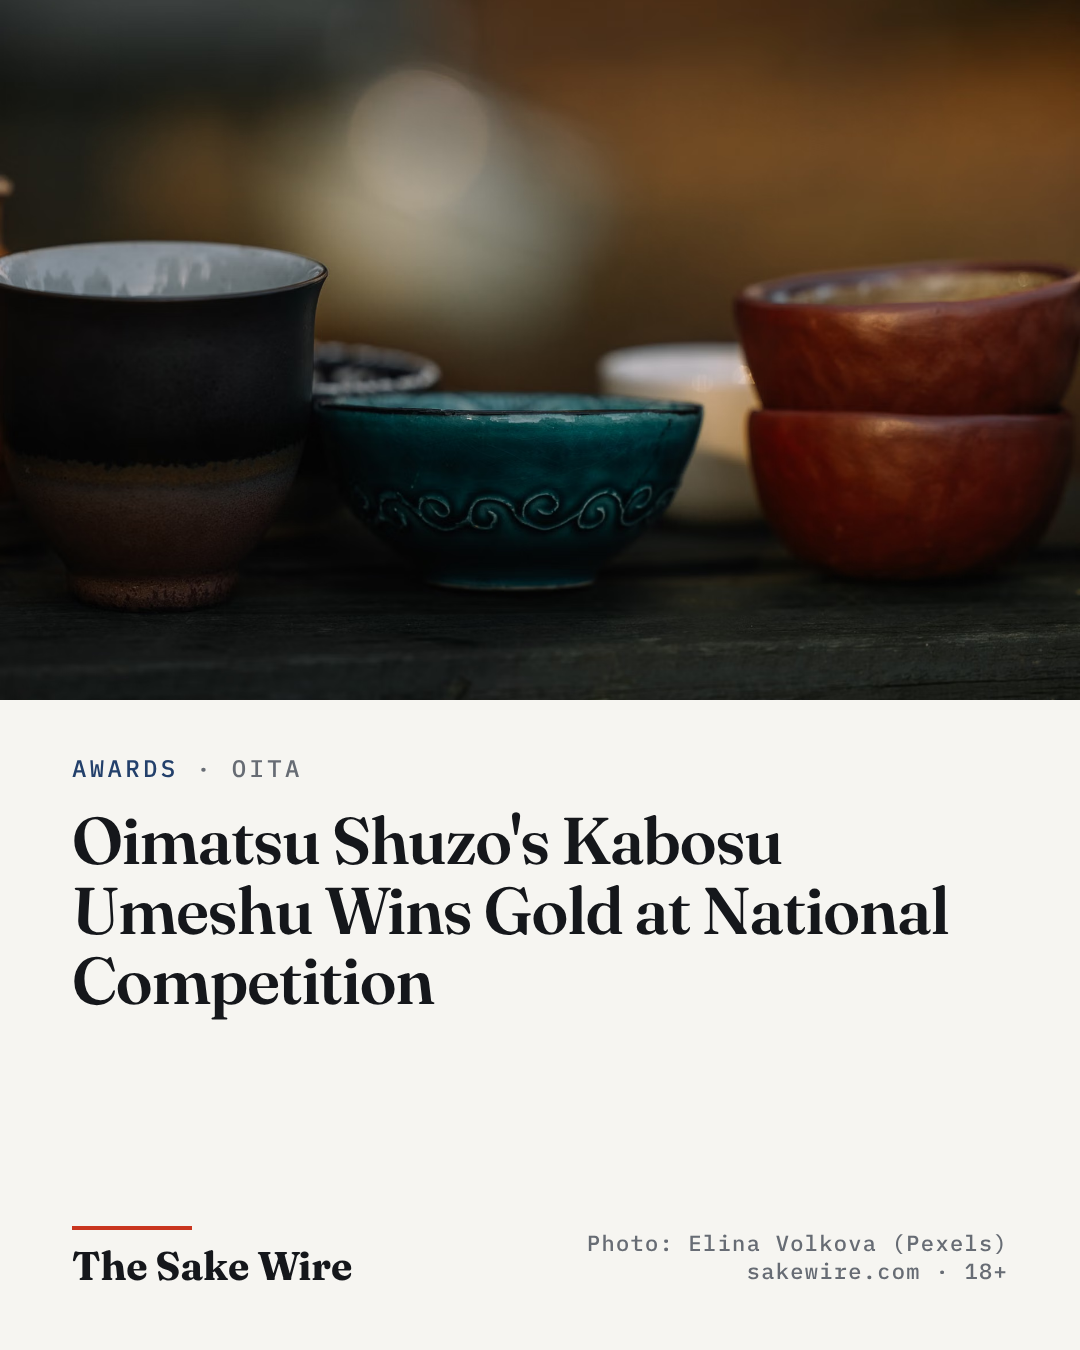 AWARDS · OITA
Oimatsu Shuzo's Kabosu
Umeshu Wins Gold at National
Competition
The Sake Wire
Photo: Elina Volkova (Pexels)
sakewire.com · 18+